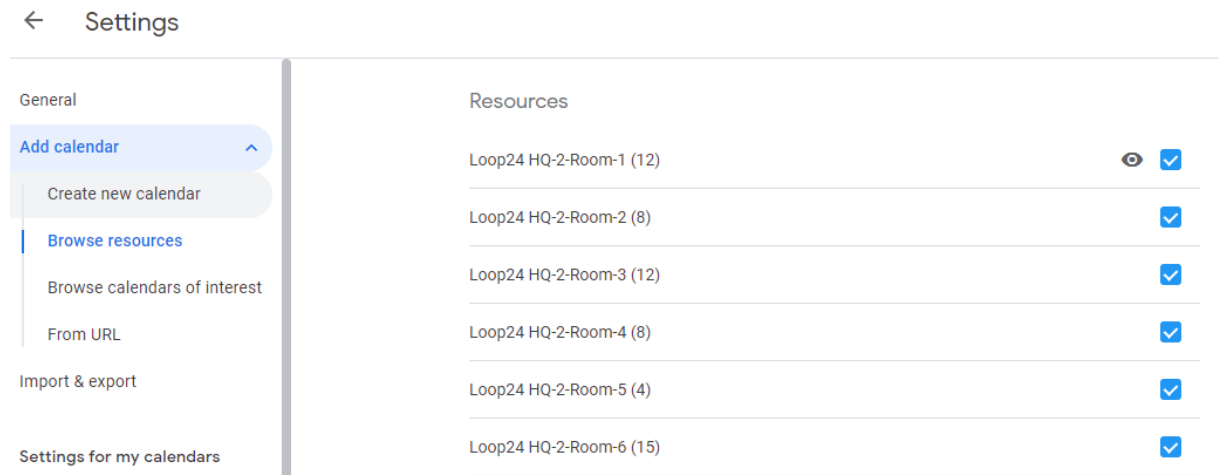 Settings
General
Add calendar
Create new calendar
Browse resources
Browse calendars of interest
From URL
Import & export
Settings for my calendars
Resources
Loop24 HQ-2-Room-1 (12)
Loop24 HQ-2-Room-2 (8)
Loop24 HQ-2-Room-3 (12)
Loop24 HQ-2-Room-4 (8)
Loop24 HQ-2-Room-5 (4)
Loop24 HQ-2-Room-6 (15)